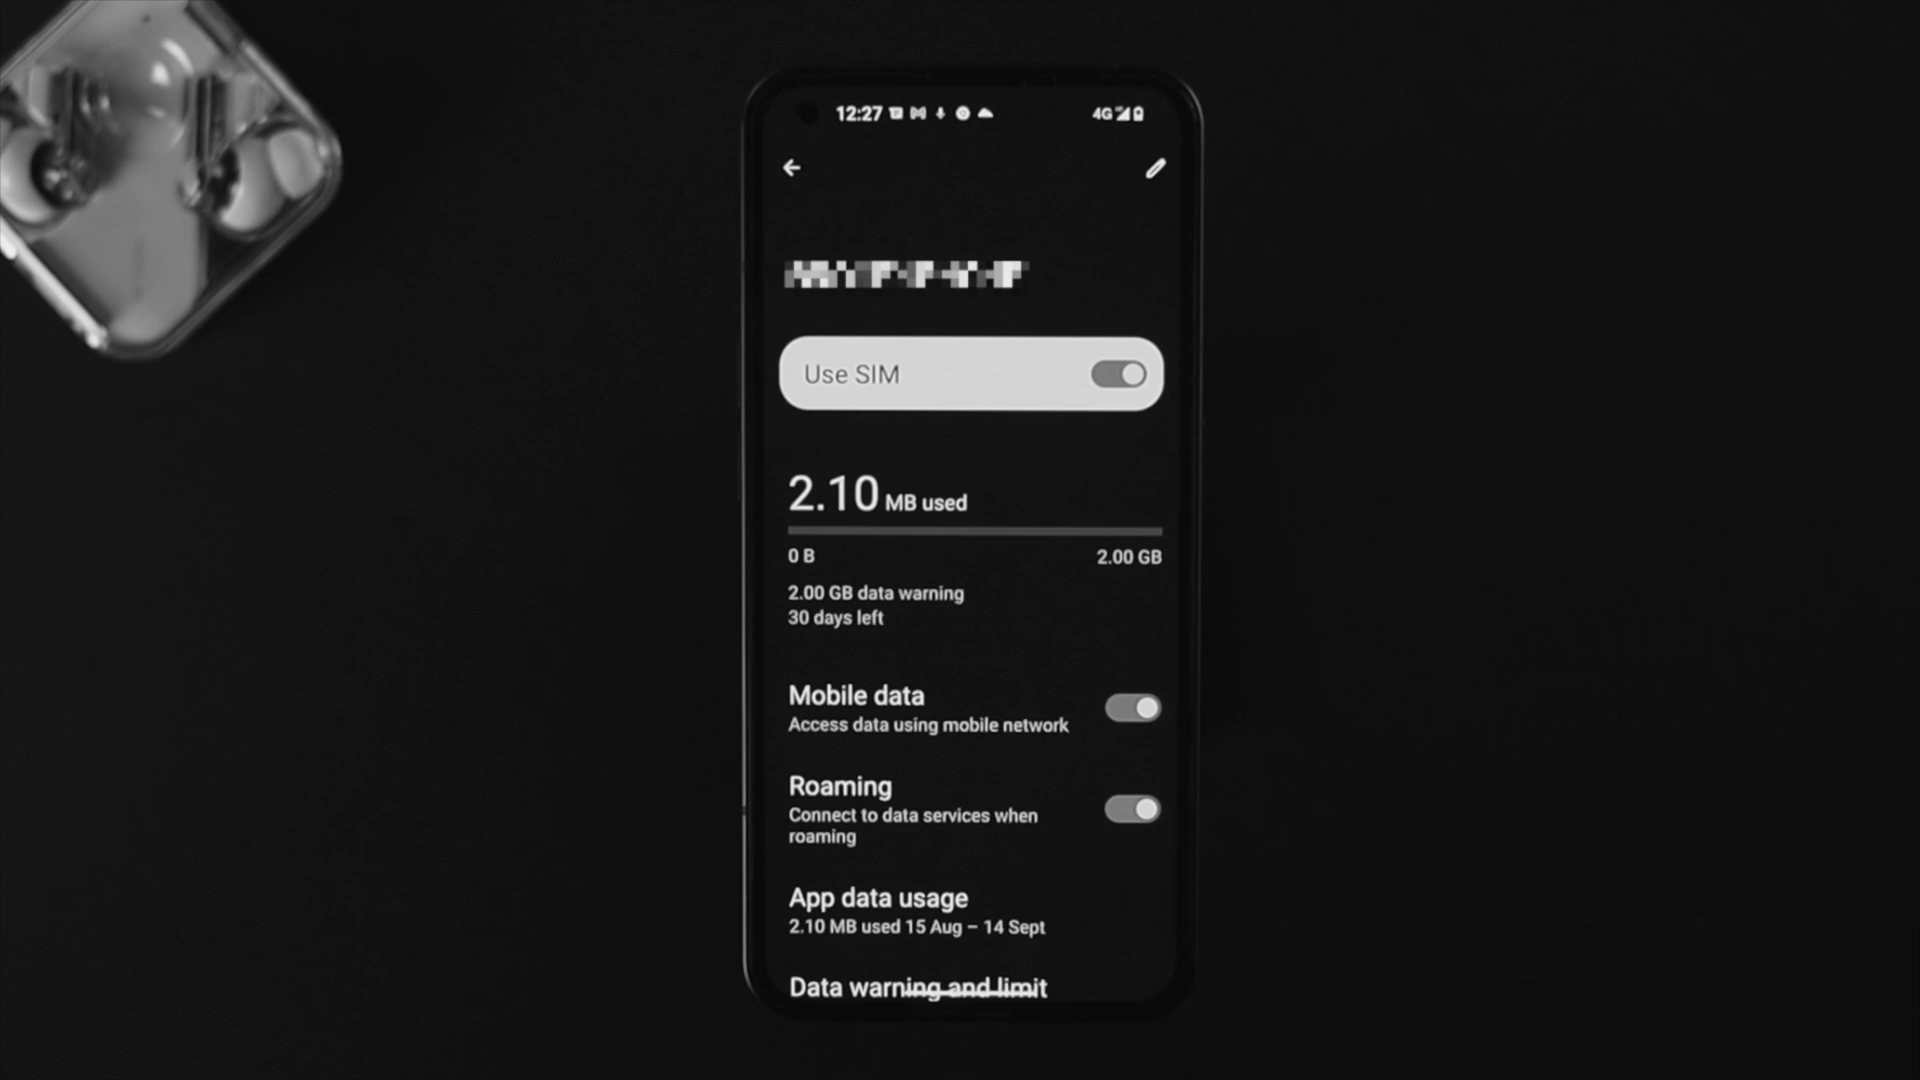 12:27 4G
Use SIM
2.10 MB used
0 B 2.00 GB
2.00 GB data warning
30 days left
Mobile data
Access data using mobile network
Roaming
Connect to data services when
roaming
App data usage
2.10 MB used 15 Aug – 14 Sept
Data warning and limit